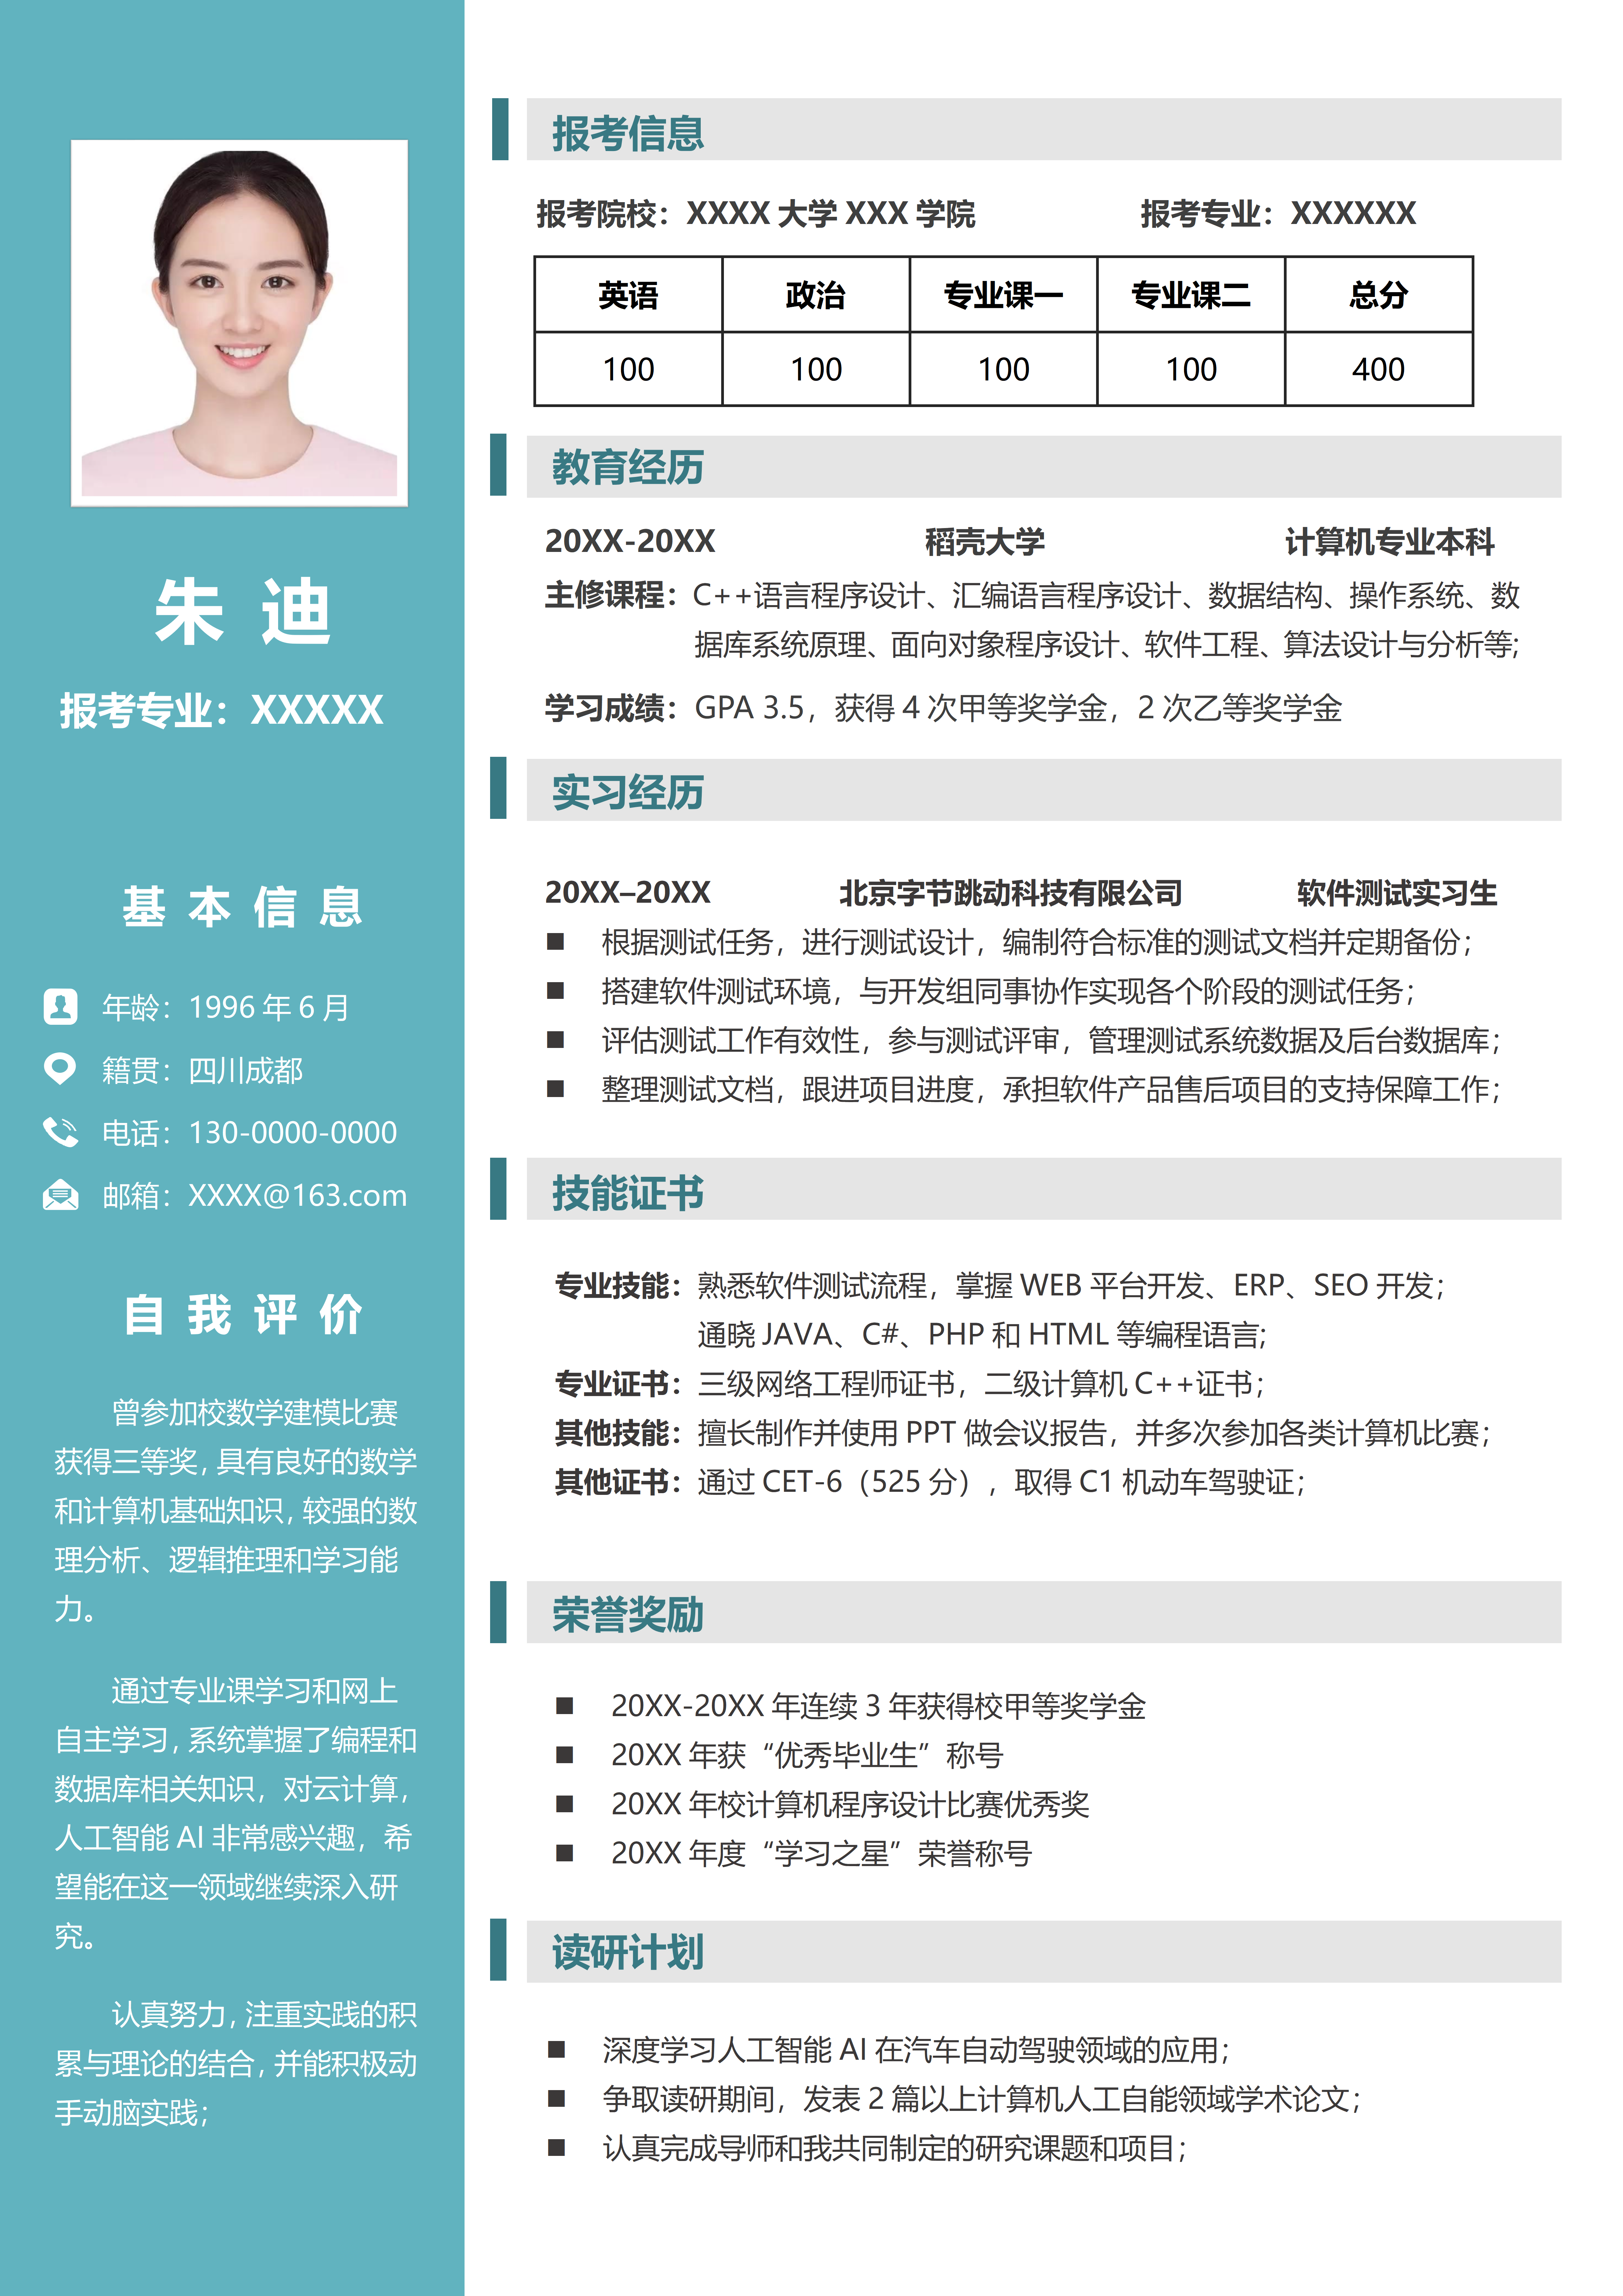 朱迪
报考专业：XXXXX
基本信息
年龄：1996 年 6 月
籍贯：四川成都
电话：130-0000-0000
邮箱：XXXX@163.com
自我评价
曾参加校数学建模比赛
获得三等奖，具有良好的数学
和计算机基础知识，较强的数
理分析、逻辑推理和学习能
力。
通过专业课学习和网上
自主学习，系统掌握了编程和
数据库相关知识，对云计算，
人工智能 AI 非常感兴趣，希
望能在这一领域继续深入研
究。
认真努力，注重实践的积
累与理论的结合，并能积极动
手动脑实践；
报考信息
报考院校：XXXX 大学 XXX 学院 报考专业：XXXXXX
英语 政治 专业课一 专业课二 总分
100 100 100 100 400
教育经历
20XX-20XX 稻壳大学 计算机专业本科
主修课程：C++语言程序设计、汇编语言程序设计、数据结构、操作系统、数
据库系统原理、面向对象程序设计、软件工程、算法设计与分析等;
学习成绩：GPA 3.5，获得 4 次甲等奖学金，2 次乙等奖学金
实习经历
20XX–20XX 北京字节跳动科技有限公司 软件测试实习生
■ 根据测试任务，进行测试设计，编制符合标准的测试文档并定期备份；
■ 搭建软件测试环境，与开发组同事协作实现各个阶段的测试任务；
■ 评估测试工作有效性，参与测试评审，管理测试系统数据及后台数据库；
■ 整理测试文档，跟进项目进度，承担软件产品售后项目的支持保障工作；
技能证书
专业技能：熟悉软件测试流程，掌握 WEB 平台开发、ERP、SEO 开发；
通晓 JAVA、C#、PHP 和 HTML 等编程语言;
专业证书：三级网络工程师证书，二级计算机 C++证书；
其他技能：擅长制作并使用 PPT 做会议报告，并多次参加各类计算机比赛；
其他证书：通过 CET-6（525 分），取得 C1 机动车驾驶证；
荣誉奖励
■ 20XX-20XX 年连续 3 年获得校甲等奖学金
■ 20XX 年获“优秀毕业生”称号
■ 20XX 年校计算机程序设计比赛优秀奖
■ 20XX 年度“学习之星”荣誉称号
读研计划
■ 深度学习人工智能 AI 在汽车自动驾驶领域的应用；
■ 争取读研期间，发表 2 篇以上计算机人工自能领域学术论文；
■ 认真完成导师和我共同制定的研究课题和项目；